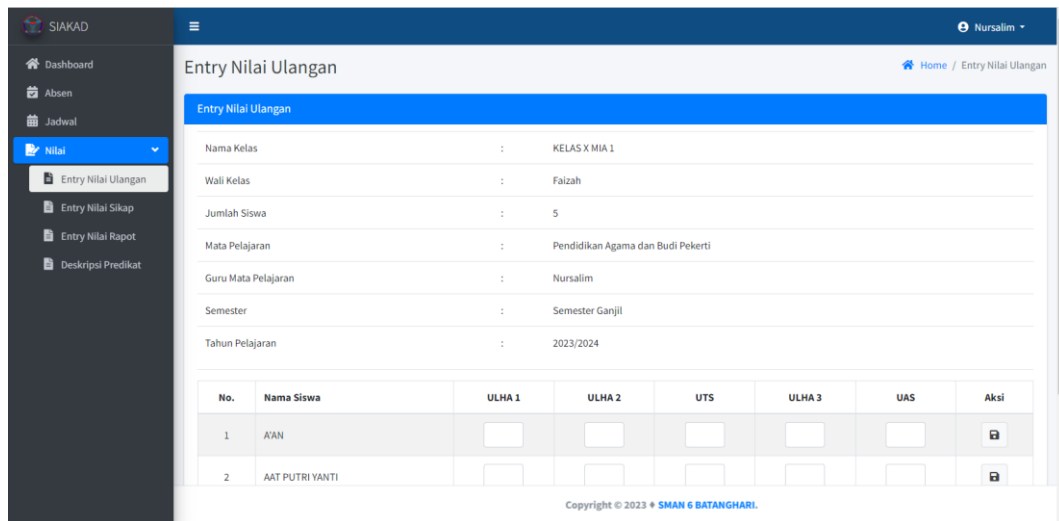 SIAKAD
Nursalim
Dashboard
Absen
Jadwal
Nilai
Entry Nilai Ulangan
Entry Nilai Sikap
Entry Nilai Rapot
Deskripsi Predikat
Entry Nilai Ulangan
Home / Entry Nilai Ulangan
Entry Nilai Ulangan
Nama Kelas : KELAS X MIA 1
Wali Kelas : Faizah
Jumlah Siswa : 5
Mata Pelajaran : Pendidikan Agama dan Budi Pekerti
Guru Mata Pelajaran : Nursalim
Semester : Semester Ganjil
Tahun Pelajaran : 2023/2024
No. Nama Siswa ULHA 1 ULHA 2 UTS ULHA 3 UAS Aksi
1 A'AN
2 AAT PUTRI YANTI
Copyright © 2023 ♦ SMAN 6 BATANGHARI.